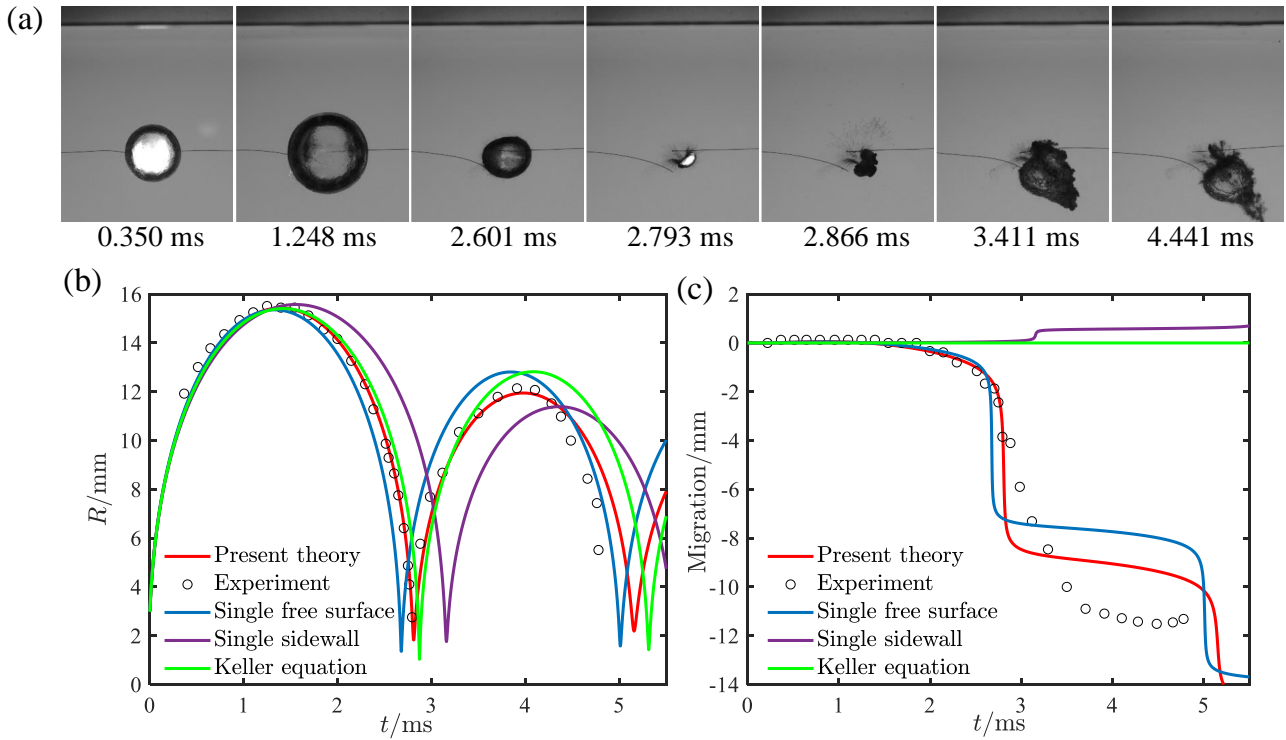 (a)
0.350 ms 1.248 ms 2.601 ms 2.793 ms 2.866 ms 3.411 ms 4.441 ms
(b)
16
14
12
10
8
6
4
2
0
R/mm
Present theory
Experiment
Single free surface
Single sidewall
Keller equation
0 1 2 3 4 5
t/ms
(c)
2
0
-2
-4
-6
-8
-10
-12
-14
Migration/mm
Present theory
Experiment
Single free surface
Single sidewall
Keller equation
0 1 2 3 4 5
t/ms